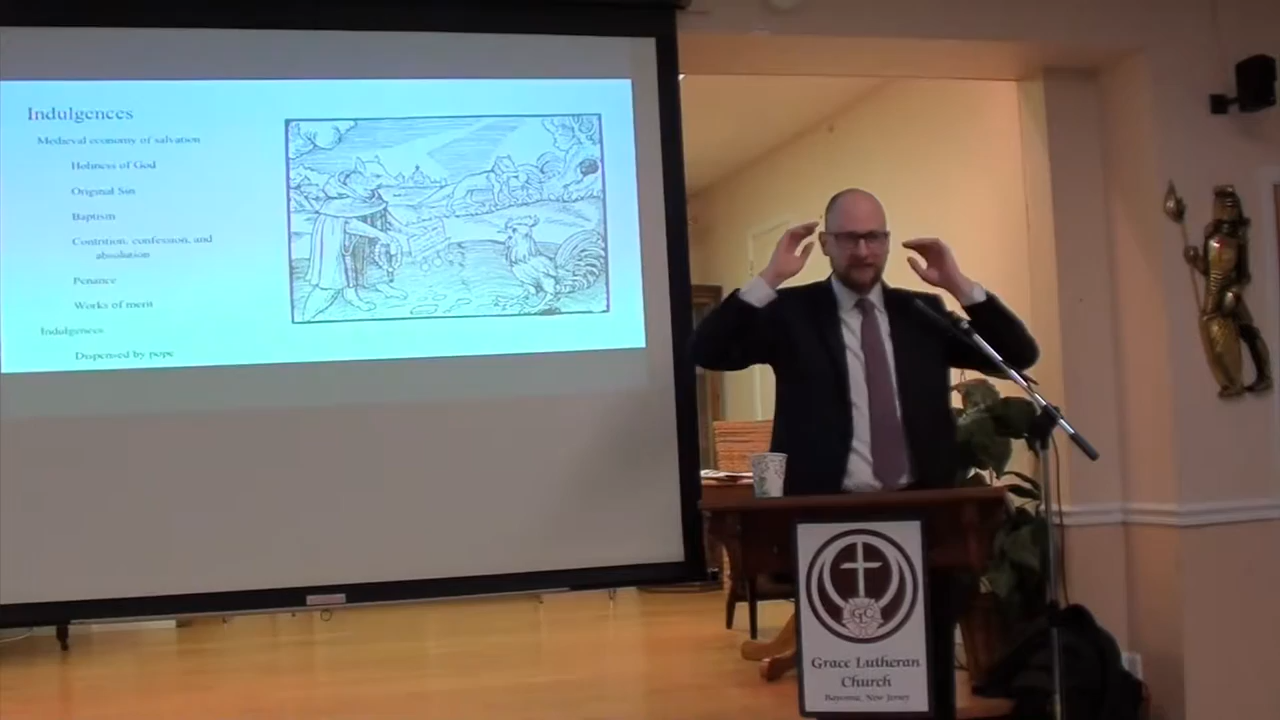 Indulgences
Medieval economy of salvation
Holiness of God
Original Sin
Baptism
Contrition, confession, and
absolution
Penance
Works of merit
Indulgences
Dispensed by pope
GLC
Grace Lutheran
Church
Bayonne, New Jersey